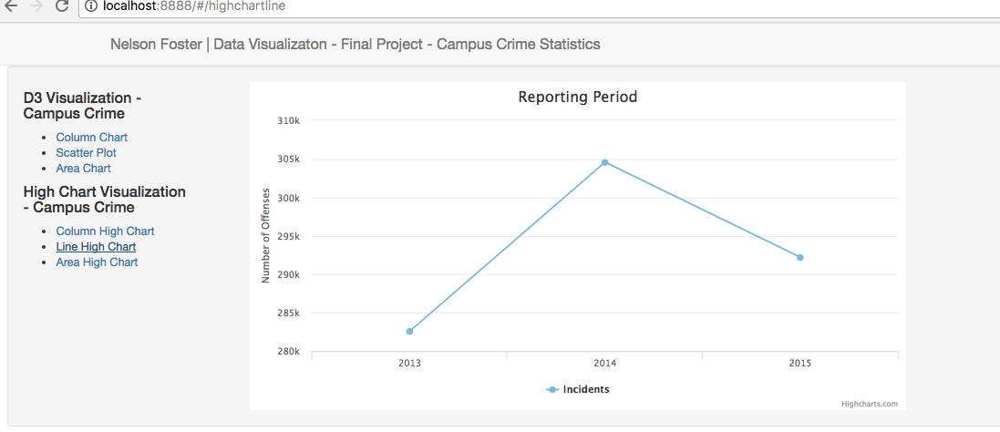 localhost:8888/#/highchartline
Nelson Foster | Data Visualizaton - Final Project - Campus Crime Statistics
D3 Visualization -
Campus Crime
Column Chart
Scatter Plot
Area Chart
High Chart Visualization
- Campus Crime
Column High Chart
Line High Chart
Area High Chart
Reporting Period
Number of Offenses
310k
305k
300k
295k
290k
285k
280k
2013 2014 2015
Incidents
Highcharts.com